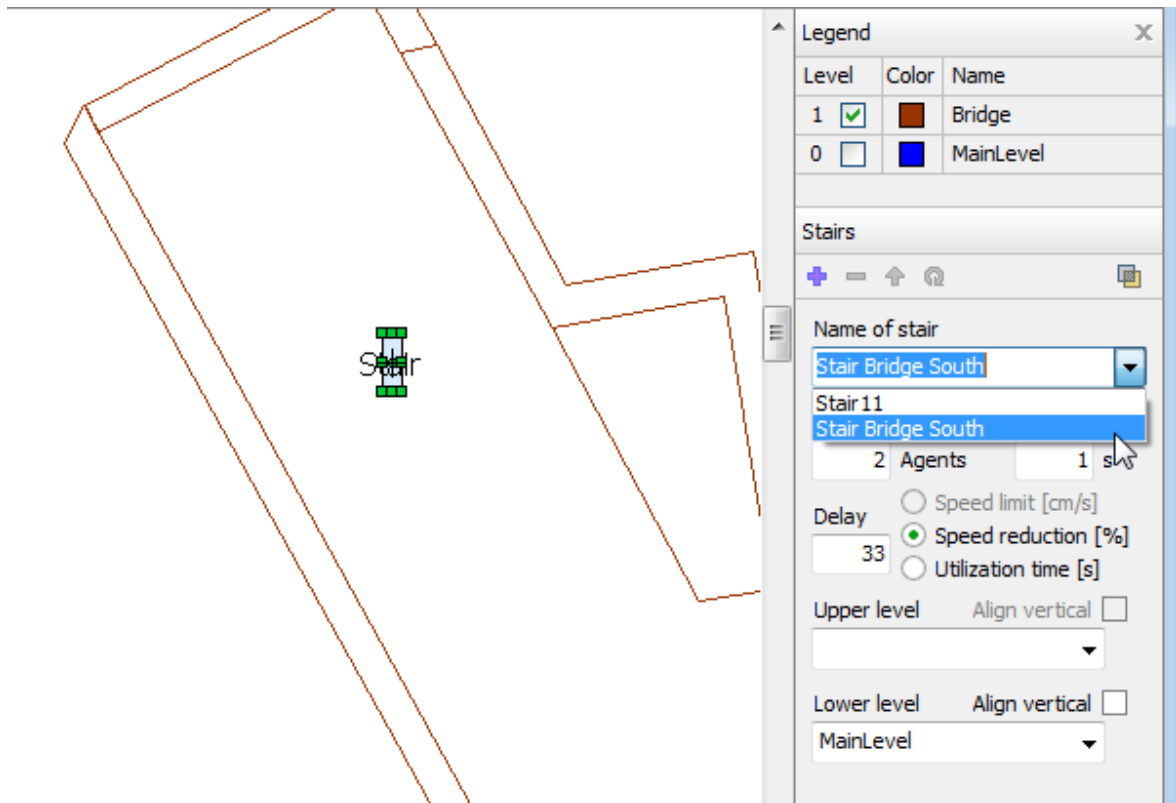 Legend X
Level Color Name
1 Bridge
0 MainLevel
Stairs
Name of stair
Stair Bridge South
Stair11
Stair Bridge South
2 Agents 1 s
Speed limit [cm/s]
Delay
Speed reduction [%]
33
Utilization time [s]
Upper level Align vertical
Lower level Align vertical
MainLevel
Stair